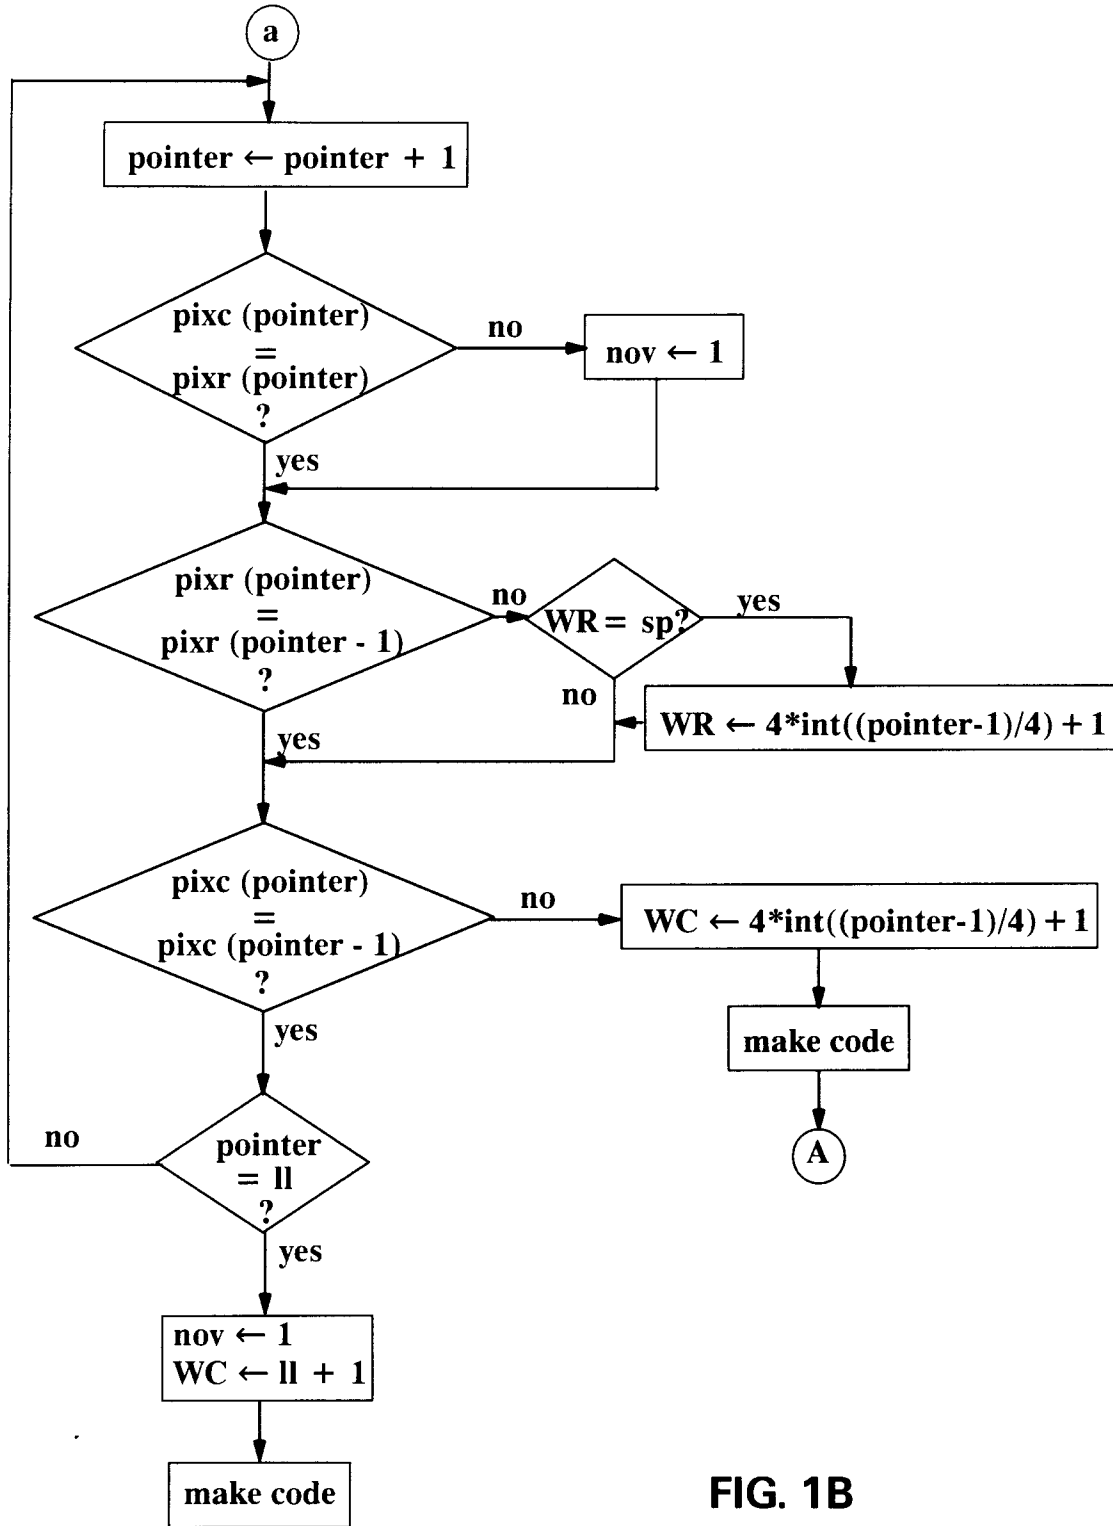 a
pointer ← pointer + 1
pixc (pointer)
=
pixr (pointer)
?
no
nov ← 1
yes
pixr (pointer)
=
pixr (pointer - 1)
?
no
WR = sp?
yes
no
WR ← 4*int((pointer-1)/4) + 1
yes
pixc (pointer)
=
pixc (pointer - 1)
?
no
WC ← 4*int((pointer-1)/4) + 1
yes
make code
A
no
pointer
= ll
?
yes
nov ← 1
WC ← ll + 1
make code
FIG. 1B